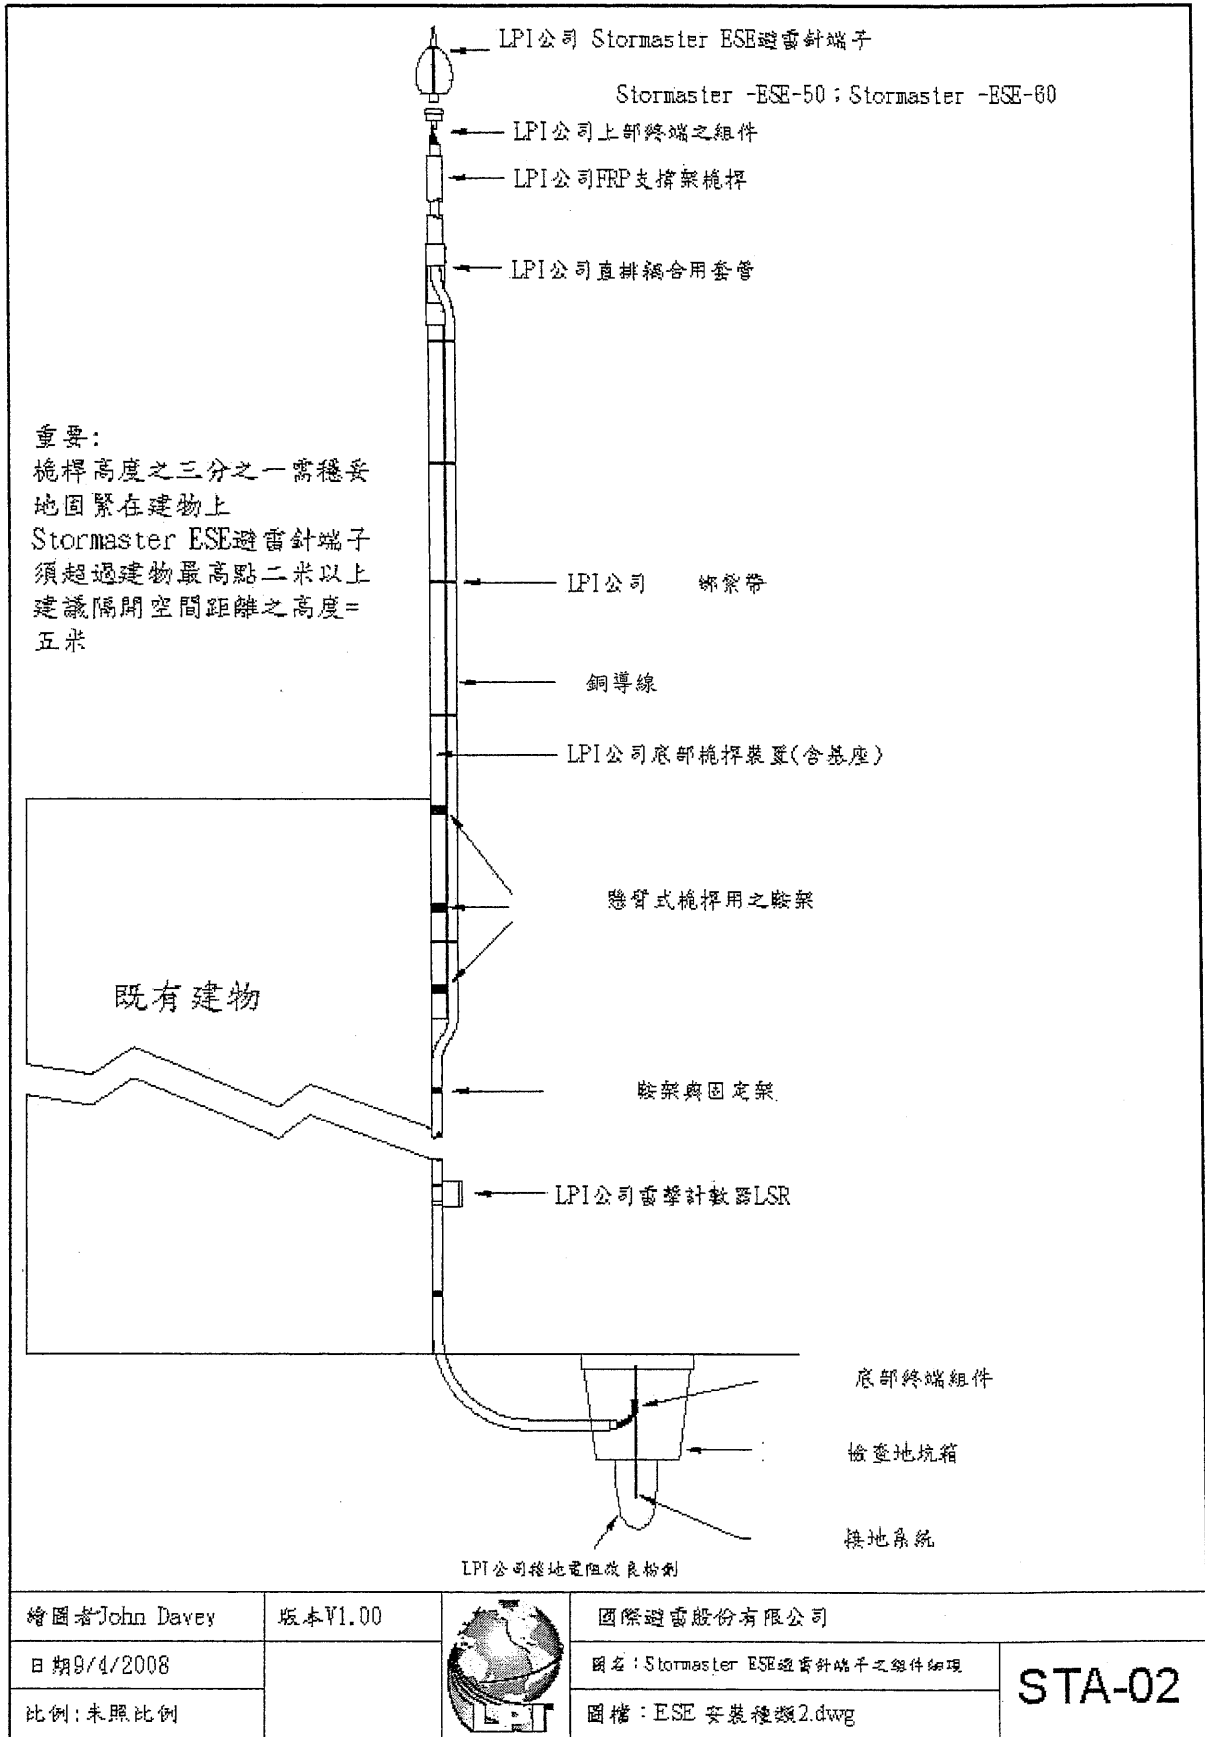 LPI公司 Stormaster ESE避雷針端子
Stormaster -ESE-50；Stormaster -ESE-60
LPI公司上部終端之組件
LPI公司FRP支撐架桅桿
LPI公司直排耦合用套管
重要:
桅桿高度之三分之一需穩妥
地固緊在建物上
Stormaster ESE避雷針端子
須超過建物最高點二米以上
建議隔開空間距離之高度=
五米
LPI公司 綁紮帶
銅導線
LPI公司底部桅桿裝置(含基座)
懸臂式桅桿用之鞍架
既有建物
鞍架與固定架
LPI公司雷擊計數器LSR
底部終端組件
檢查地坑箱
接地系統
LPI公司接地電阻改良粉劑
繪圖者John Davey
版本V1.00
國際避雷股份有限公司
日期9/4/2008
圖名：Stormaster ESE避雷針端子之組件細項
STA-02
比例:未照比例
圖檔：ESE 安裝種類2.dwg